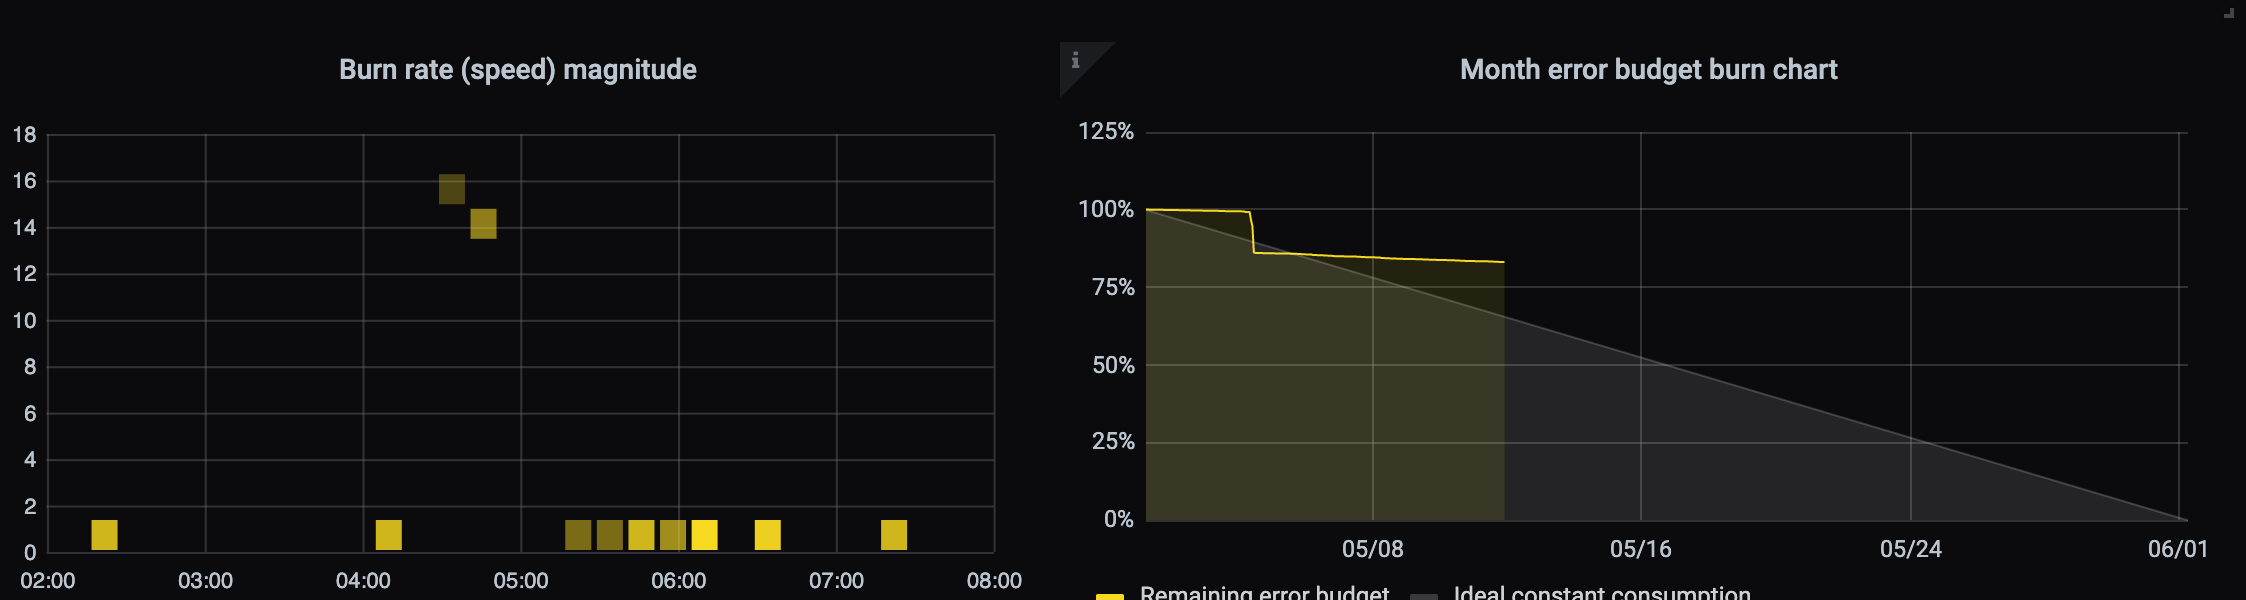 Burn rate (speed) magnitude
18
16
14
12
10
8
6
4
2
0
02:00 03:00 04:00 05:00 06:00 07:00 08:00
i
Month error budget burn chart
125%
100%
75%
50%
25%
0%
05/08 05/16 05/24 06/01
Remaining error budget Ideal constant consumption